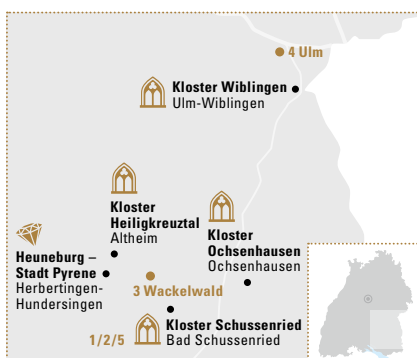 4 Ulm
Kloster Wiblingen
Ulm-Wiblingen
Kloster
Heiligkreuztal
Altheim
Kloster
Ochsenhausen
Ochsenhausen
Heuneburg –
Stadt Pyrene
Herbertingen-
Hundersingen
3 Wackelwald
1/2/5
Kloster Schussenried
Bad Schussenried